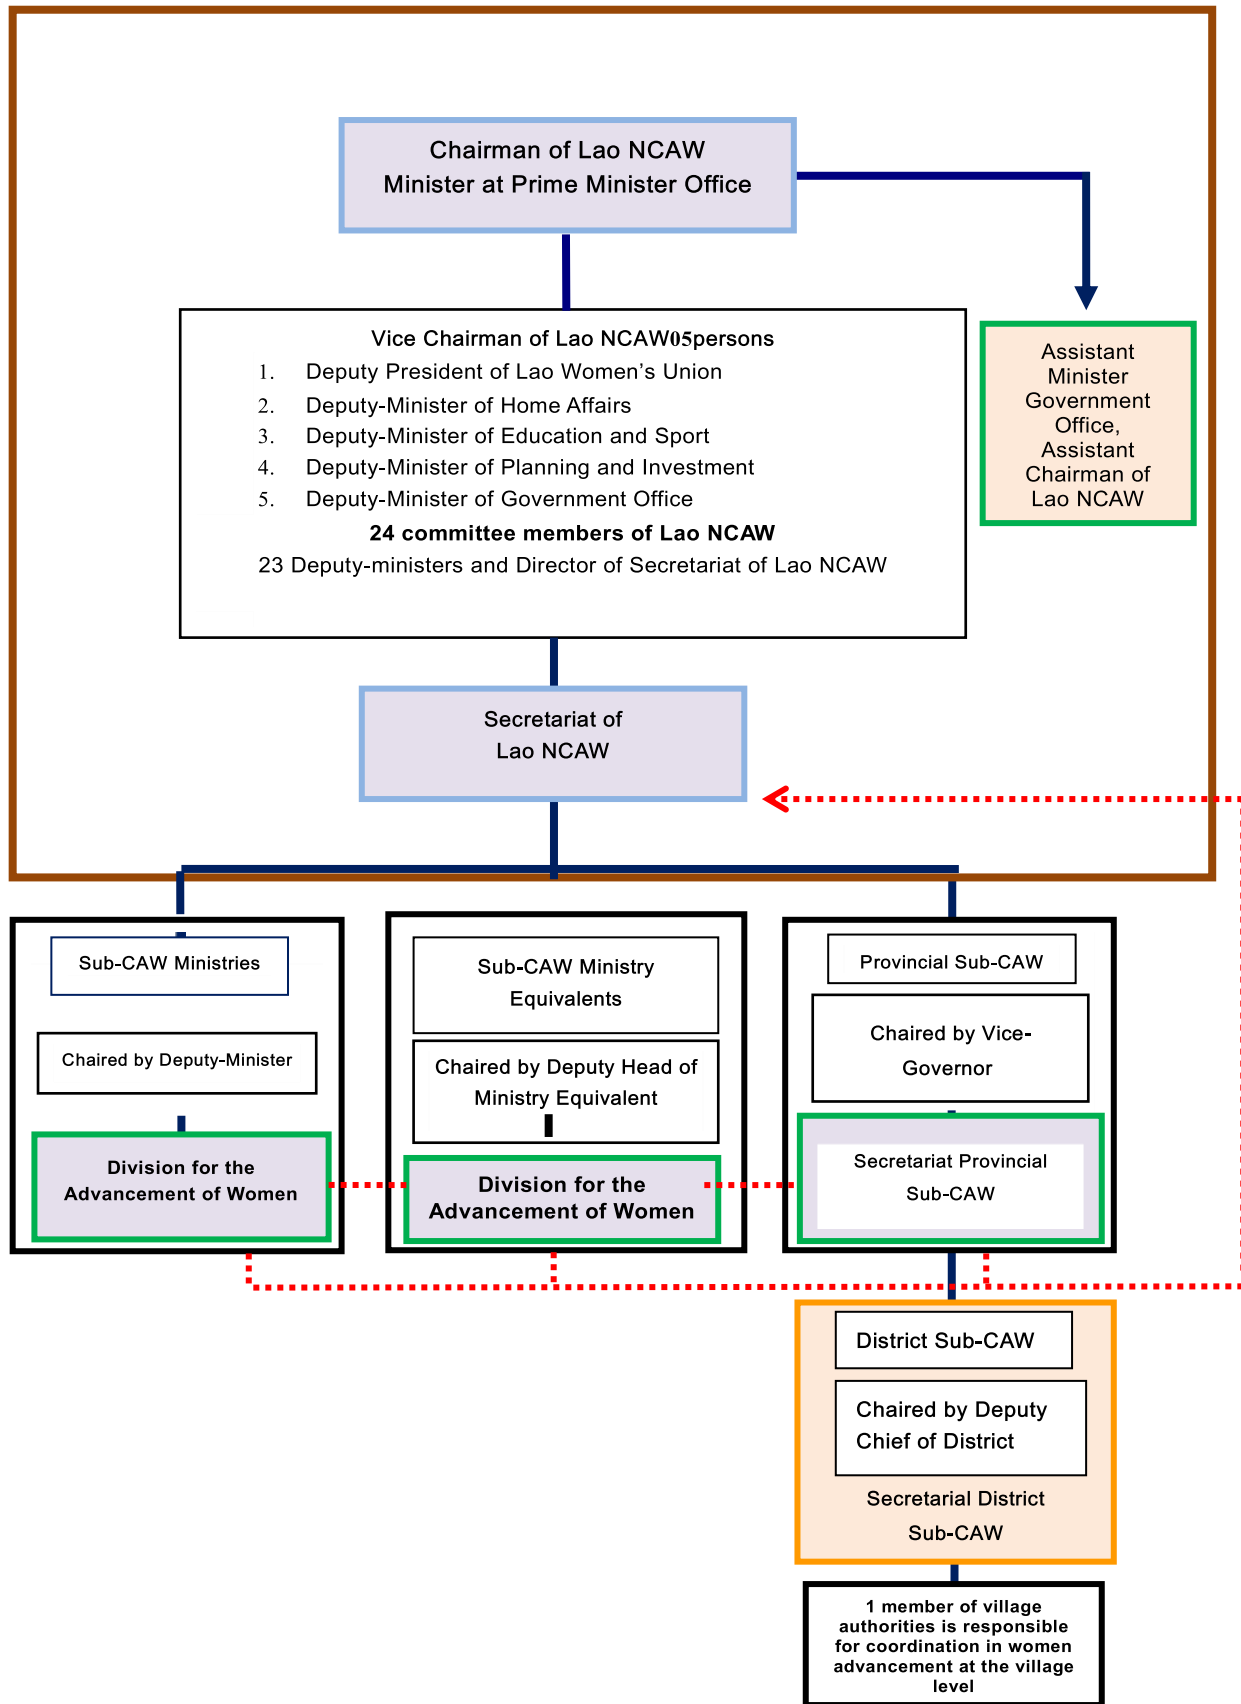 Chairman of Lao NCAW
Minister at Prime Minister Office
Vice Chairman of Lao NCAW05persons
1. Deputy President of Lao Women’s Union
2. Deputy-Minister of Home Affairs
3. Deputy-Minister of Education and Sport
4. Deputy-Minister of Planning and Investment
5. Deputy-Minister of Government Office
24 committee members of Lao NCAW
23 Deputy-ministers and Director of Secretariat of Lao NCAW
Assistant
Minister
Government
Office,
Assistant
Chairman of
Lao NCAW
Secretariat of
Lao NCAW
Sub-CAW Ministries
Chaired by Deputy-Minister
Division for the
Advancement of Women
Sub-CAW Ministry
Equivalents
Chaired by Deputy Head of
Ministry Equivalent
Division for the
Advancement of Women
Provincial Sub-CAW
Chaired by Vice-
Governor
Secretariat Provincial
Sub-CAW
District Sub-CAW
Chaired by Deputy
Chief of District
Secretarial District
Sub-CAW
1 member of village
authorities is responsible
for coordination in women
advancement at the village
level